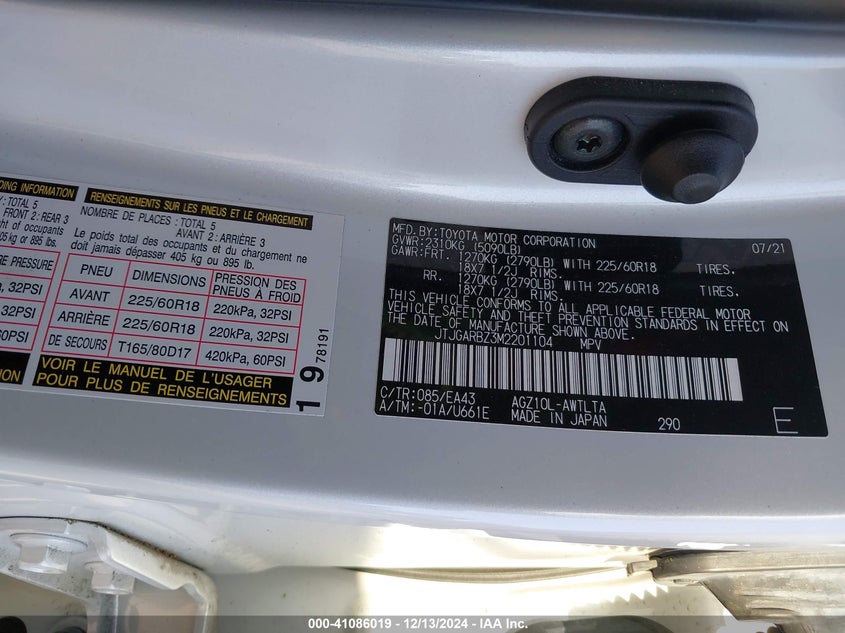 DING INFORMATION
Y:TOTAL 5
FRONT 2:REAR 3
ht of occupants
kg or 895 lbs.
RE PRESSURE
, 32PSI
, 32PSI
60PSI
RENSEIGNEMENTS SUR LES PNEUS ET LE CHARGEMENT
NOMBRE DE PLACES : TOTAL 5
AVANT 2: ARRIÈRE 3
Le poids total des occupants et du chargement ne
doit jamais dépasser 405 kg ou 895 lb.
PNEU DIMENSIONS PRESSION DES PNEUS À FROID
AVANT 225/60R18 220kPa, 32PSI
ARRIÈRE 225/60R18 220kPa, 32PSI
DE SECOURS T165/80D17 420kPa, 60PSI
VOIR LE MANUEL DE L'USAGER
POUR PLUS DE RENSEIGNEMENTS
1 9 78191
MFD.BY:TOYOTA MOTOR CORPORATION 07/21
GVWR:2310KG (5090LB)
GAWR:FRT. 1270KG (2790LB) WITH 225/60R18 TIRES.
18X7 1/2J RIMS.
RR. 1270KG (2790LB) WITH 225/60R18 TIRES.
18X7 1/2J RIMS.
THIS VEHICLE CONFORMS TO ALL APPLICABLE FEDERAL MOTOR
VEHICLE SAFETY AND THEFT PREVENTION STANDARDS IN EFFECT ON
THE DATE OF MANUFACTURE SHOWN ABOVE.
JTJGARBZ3M2201104 MPV
C/TR:085/EA43 AGZ10L-AWTLTA
A/TM:-01A/U661E MADE IN JAPAN 290 E
000-41086019 - 12/13/2024 - IAA, Inc.